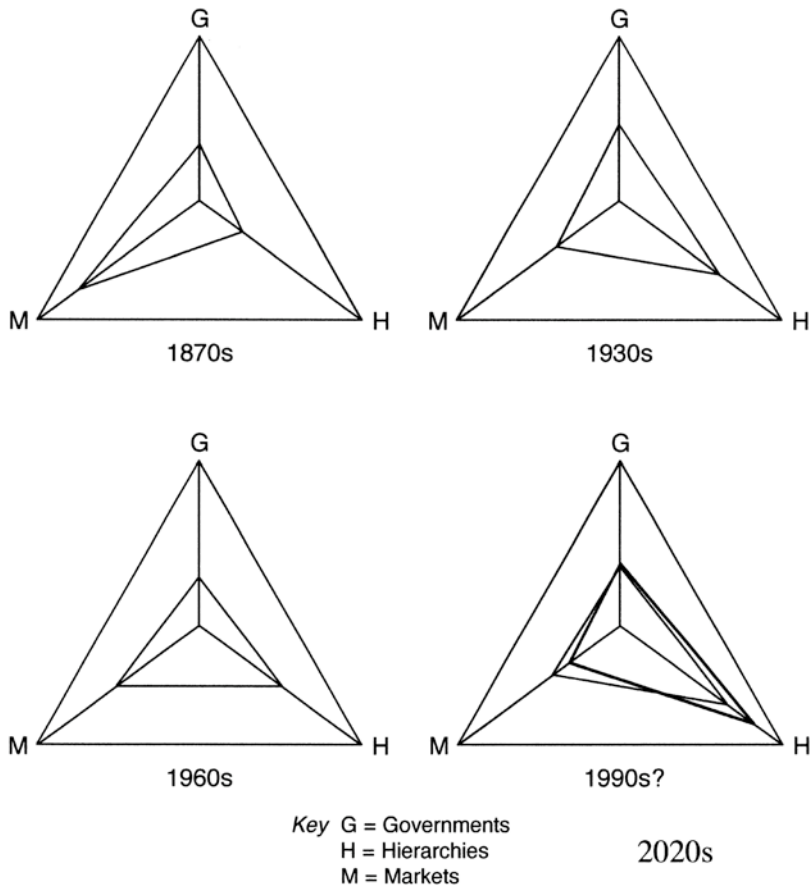 G G
M H M H
1870s 1930s
G G
M H M H
1960s 1990s?
Key G = Governments
H = Hierarchies 2020s
M = Markets